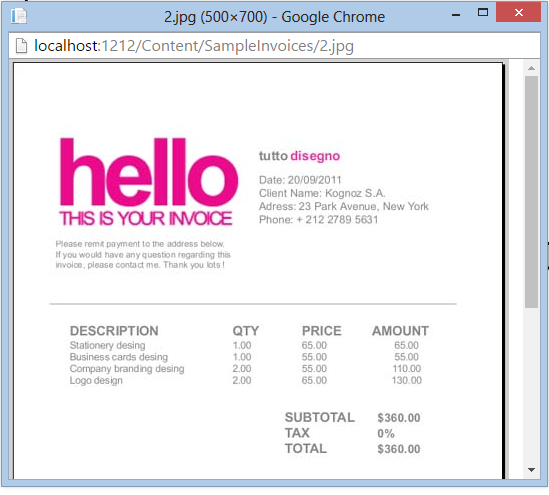 2.jpg (500×700) - Google Chrome
localhost:1212/Content/SampleInvoices/2.jpg
hello
THIS IS YOUR INVOICE
Please remit payment to the address below.
If you would have any question regarding this
invoice, please contact me. Thank you lots !
tutto disegno
Date: 20/09/2011
Client Name: Kognoz S.A.
Adress: 23 Park Avenue, New York
Phone: + 212 2789 5631
DESCRIPTION QTY PRICE AMOUNT
Stationery desing 1.00 65.00 65.00
Business cards desing 1.00 55.00 55.00
Company branding desing 2.00 55.00 110.00
Logo design 2.00 65.00 130.00
SUBTOTAL $360.00
TAX 0%
TOTAL $360.00